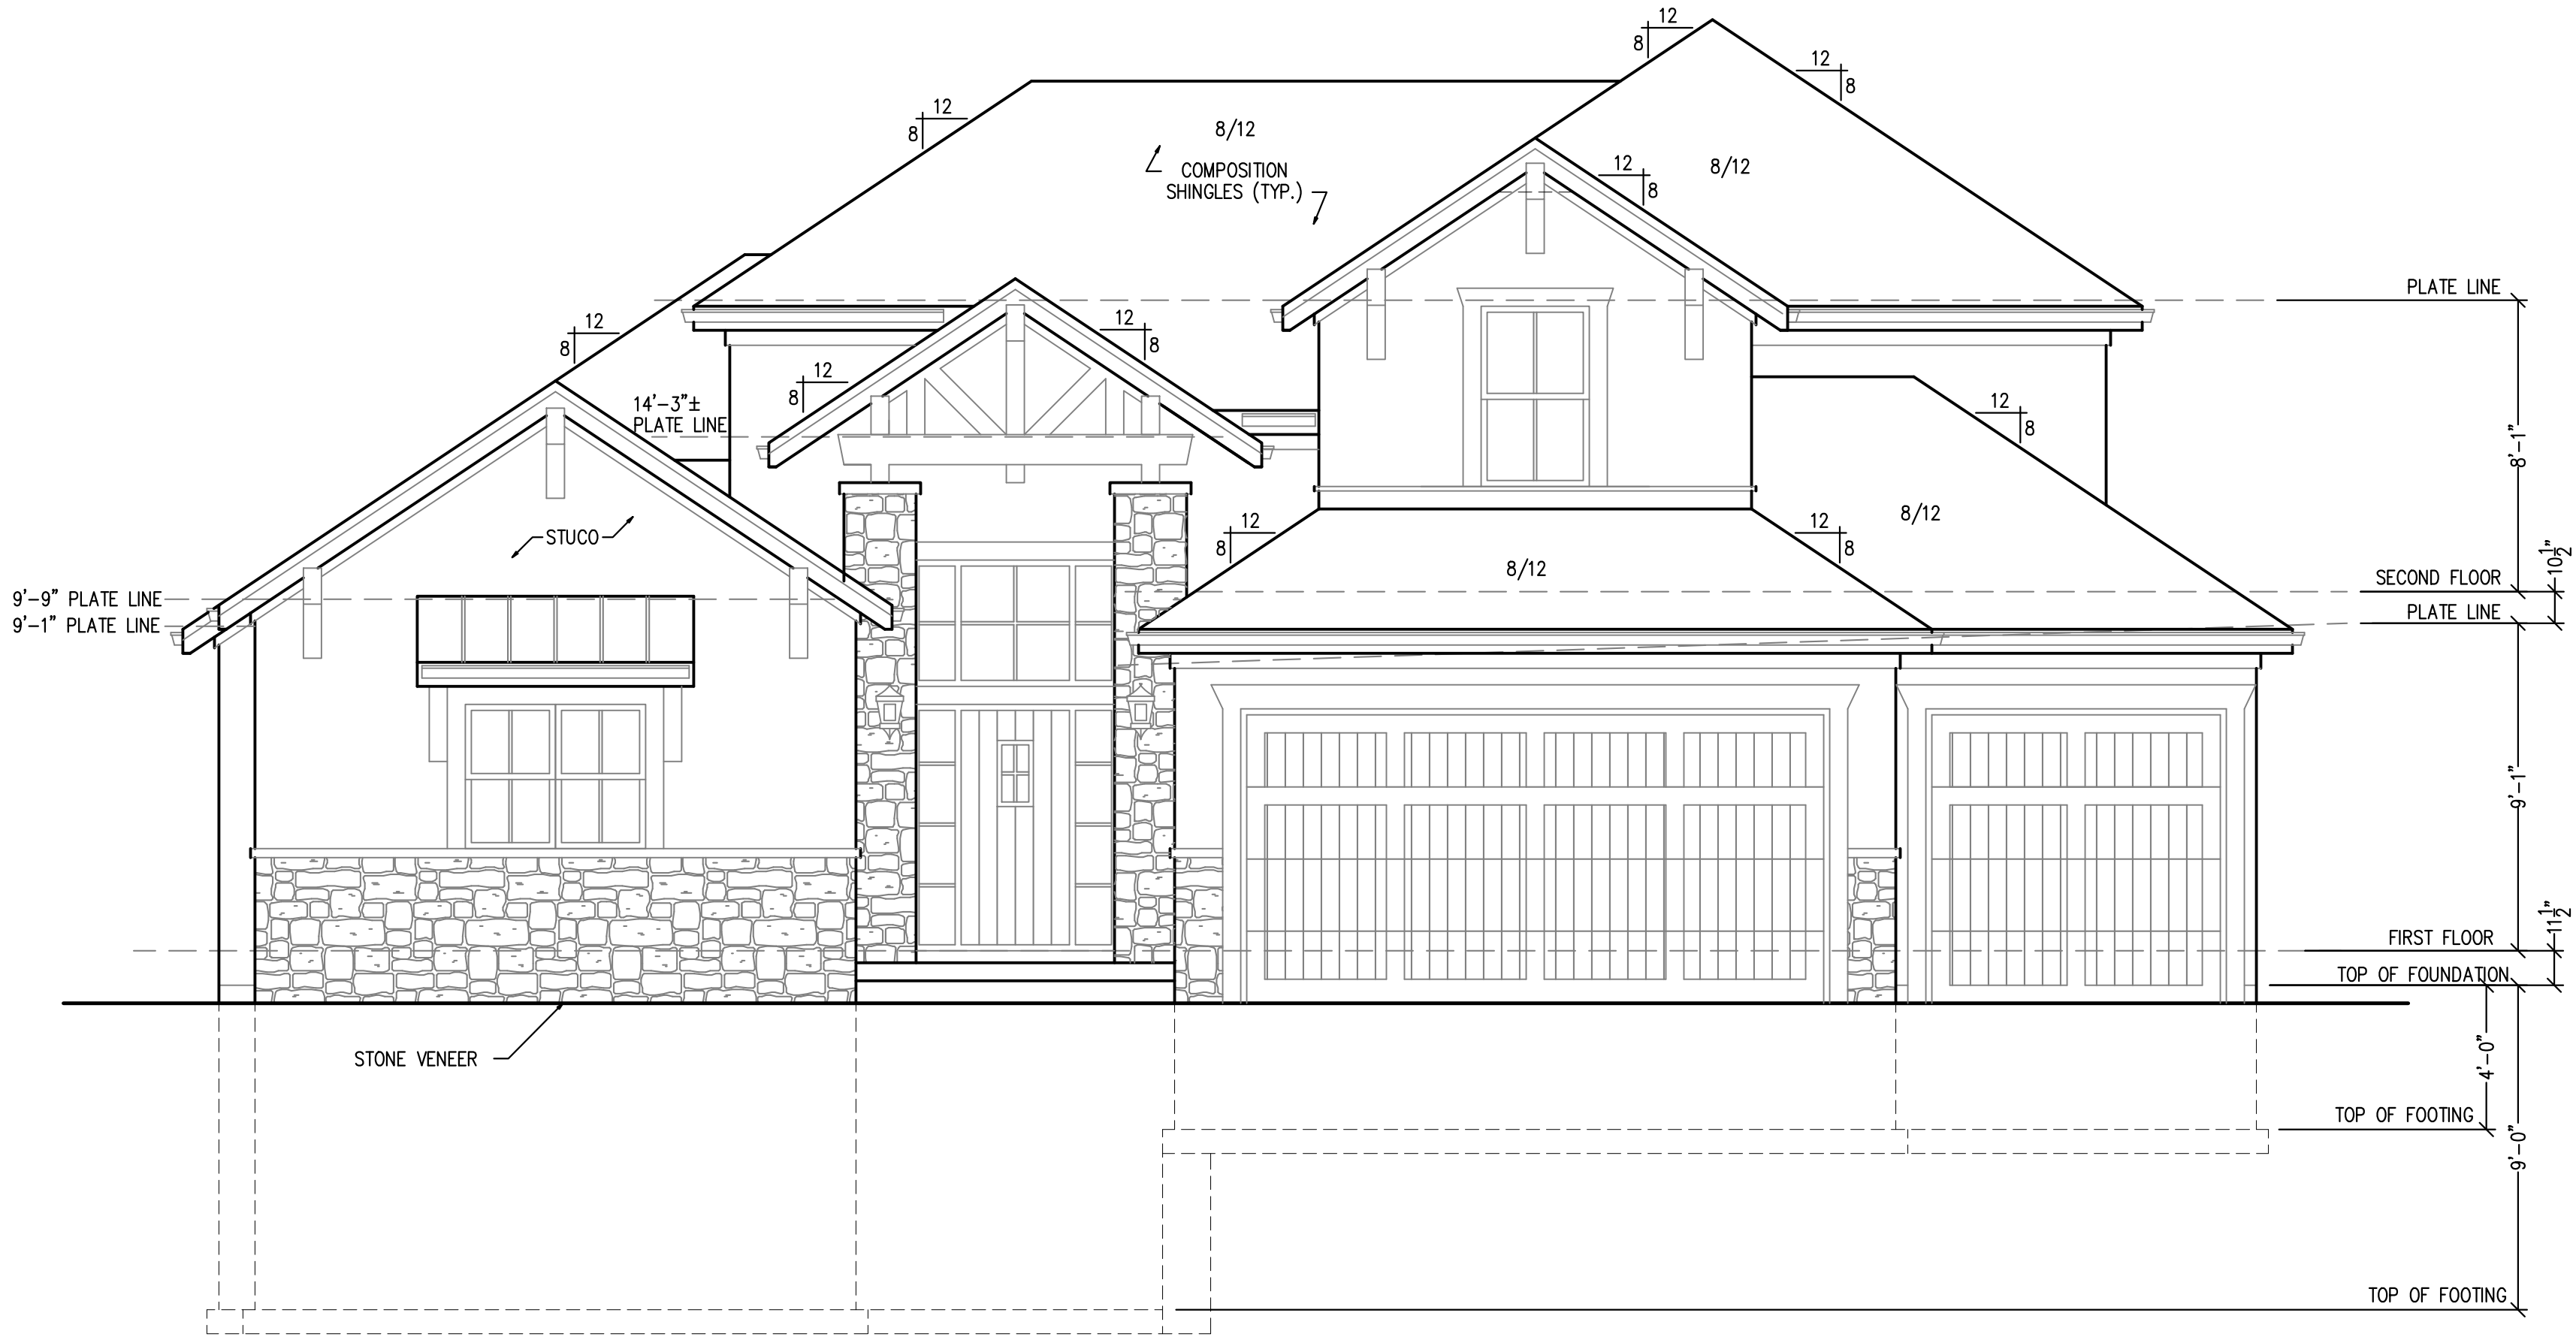 12
8
12
8
12
8
8/12
COMPOSITION
SHINGLES (TYP.)
12
8
8/12
PLATE LINE
12
8
12
8
12
8
14'-3"±
PLATE LINE
12
8
8'-1"
STUCO
12
8
12
8
8/12
8/12
10 1/2"
SECOND FLOOR
9'-9" PLATE LINE
PLATE LINE
9'-1" PLATE LINE
9'-1"
11 1/2"
FIRST FLOOR
TOP OF FOUNDATION
STONE VENEER
4'-0"
TOP OF FOOTING
9'-0"
TOP OF FOOTING